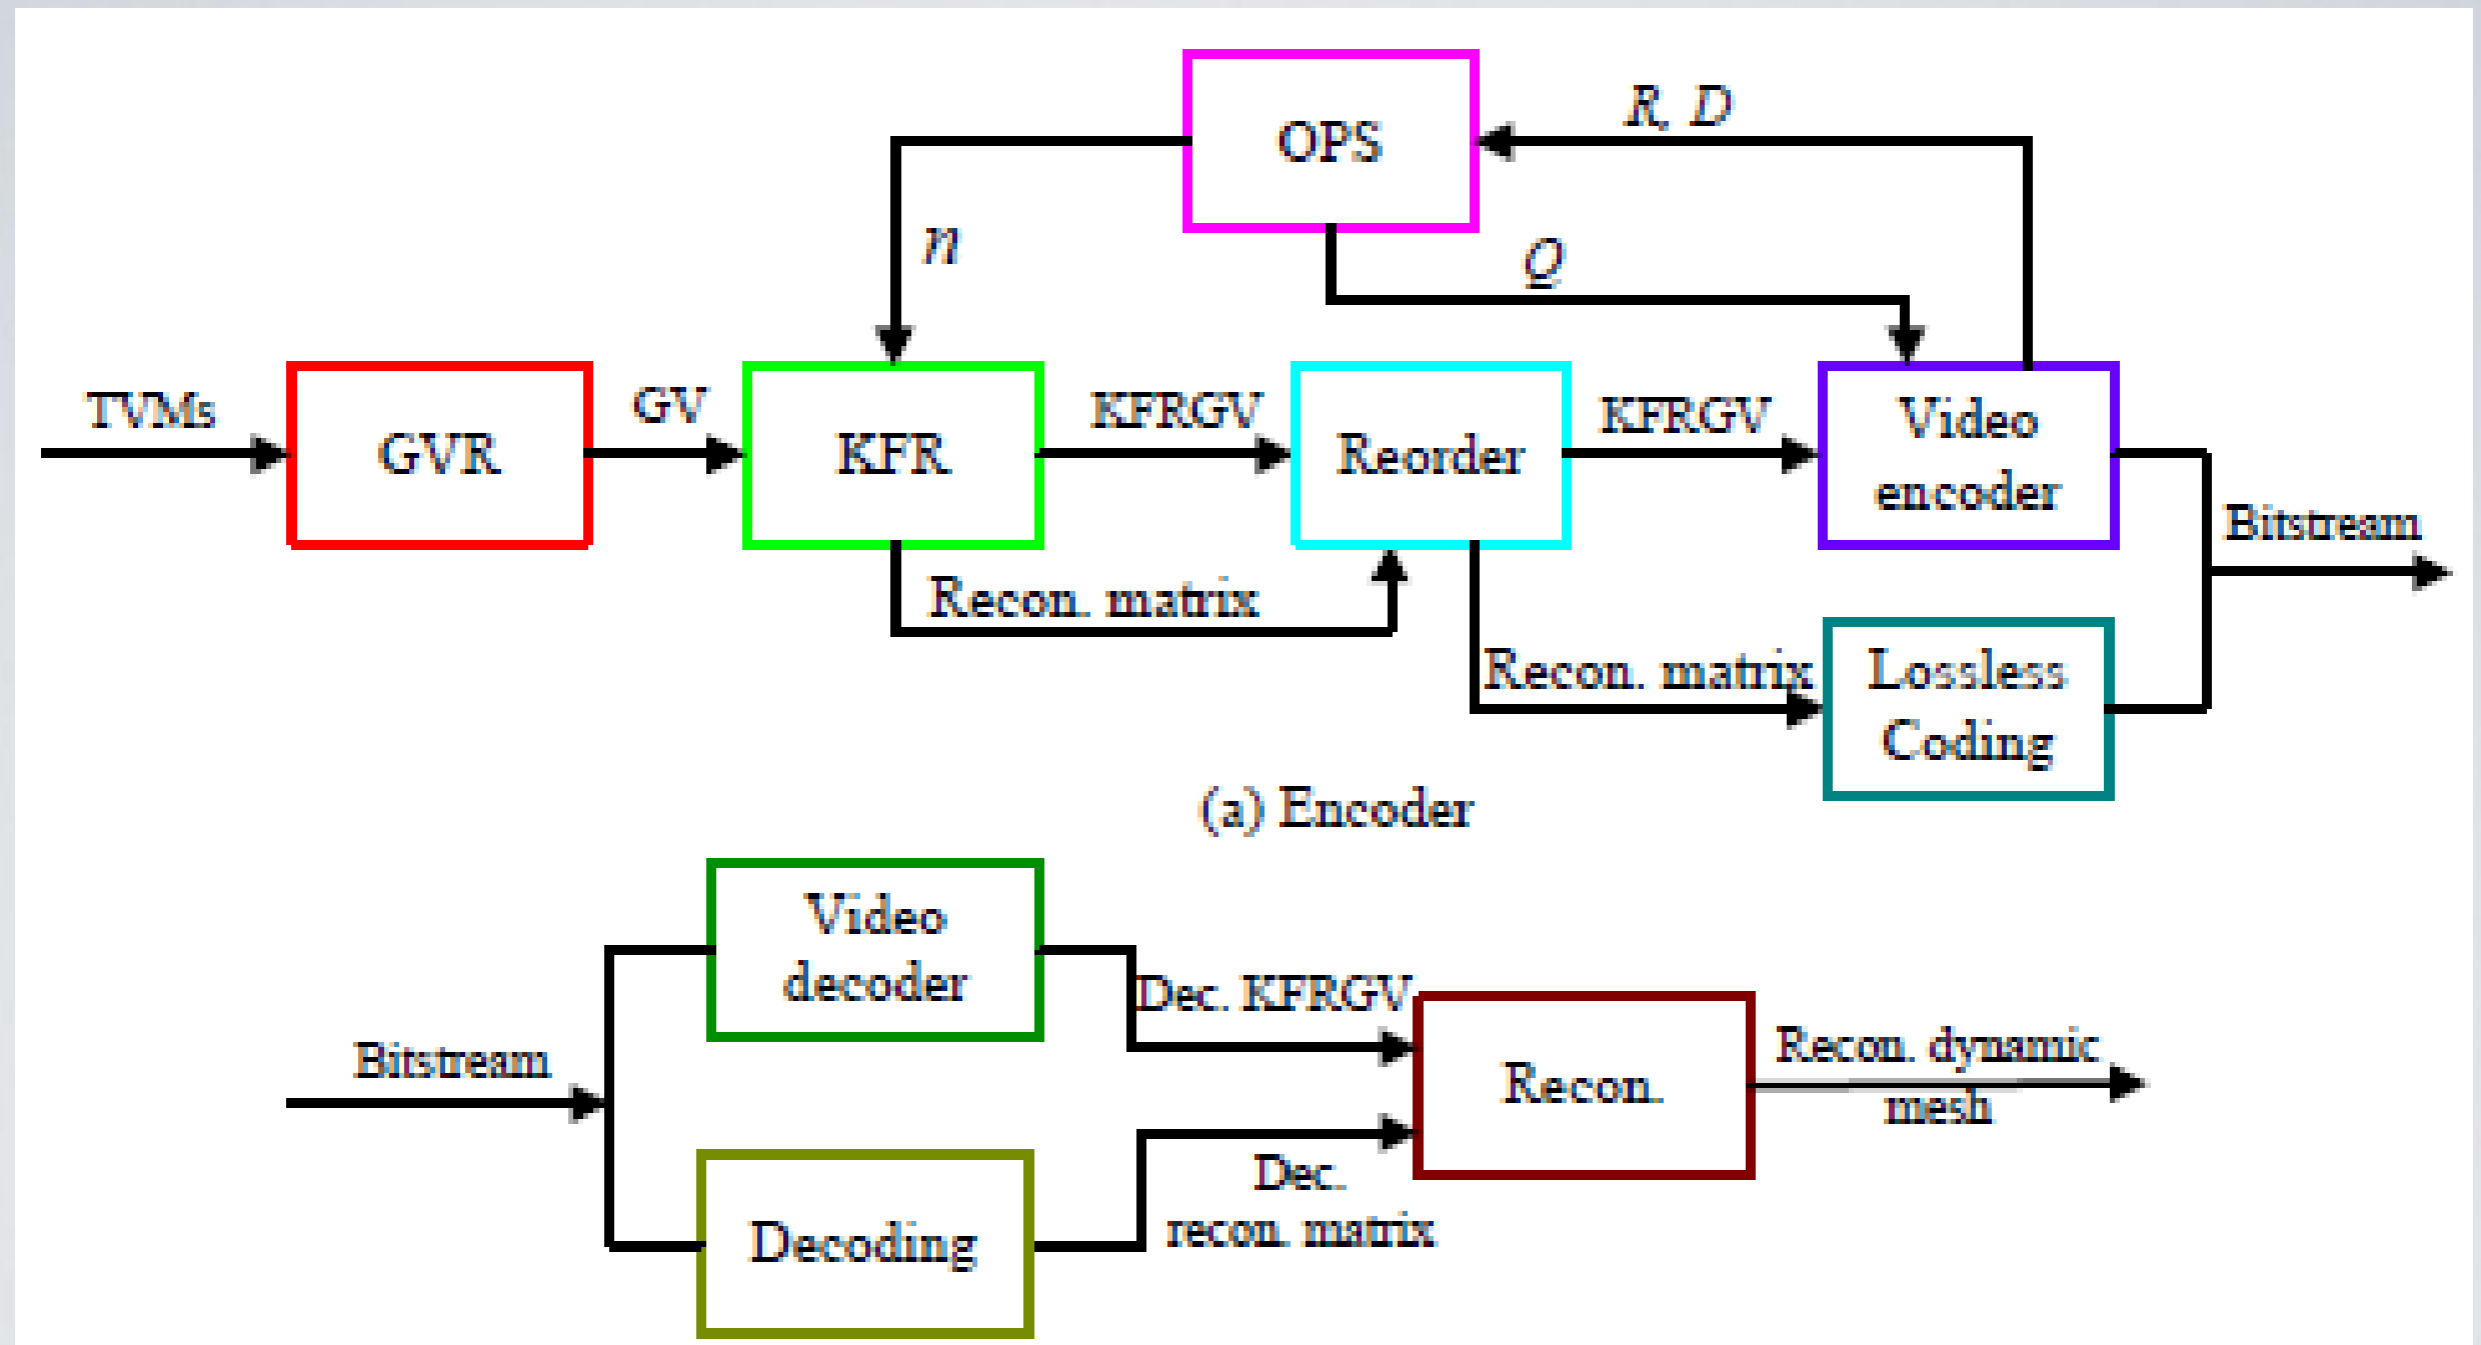 OPS
R, D
n
Q
TVMs
GVR
GV
KFR
KFRGV
Reorder
KFRGV
Video
encoder
Bitstream
Recon. matrix
Recon. matrix
Lossless
Coding
(a) Encoder
Video
decoder
Dec. KFRGV
Bitstream
Recon.
Recon. dynamic
mesh
Dec.
recon. matrix
Decoding